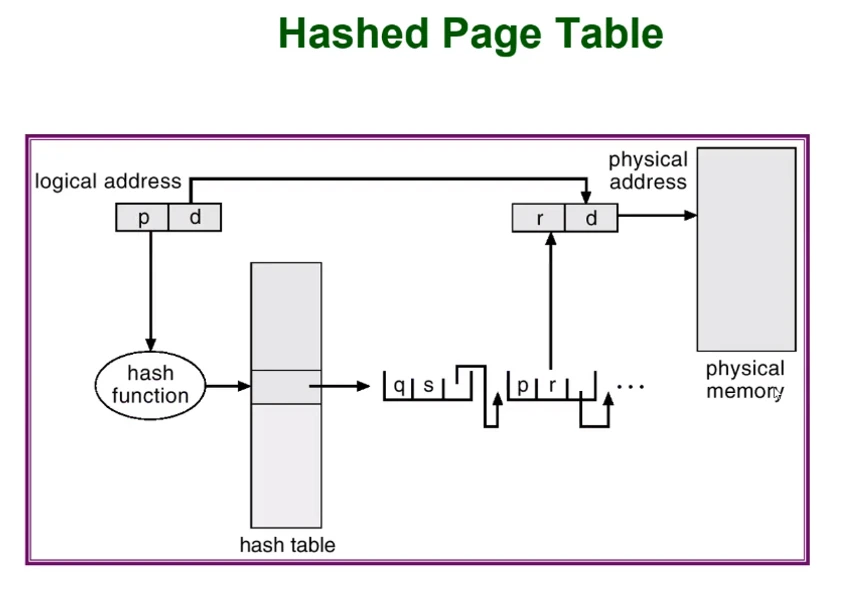 Hashed Page Table
logical address
physical
address
p d
r d
hash
function
q s
p r
...
physical
memory
hash table